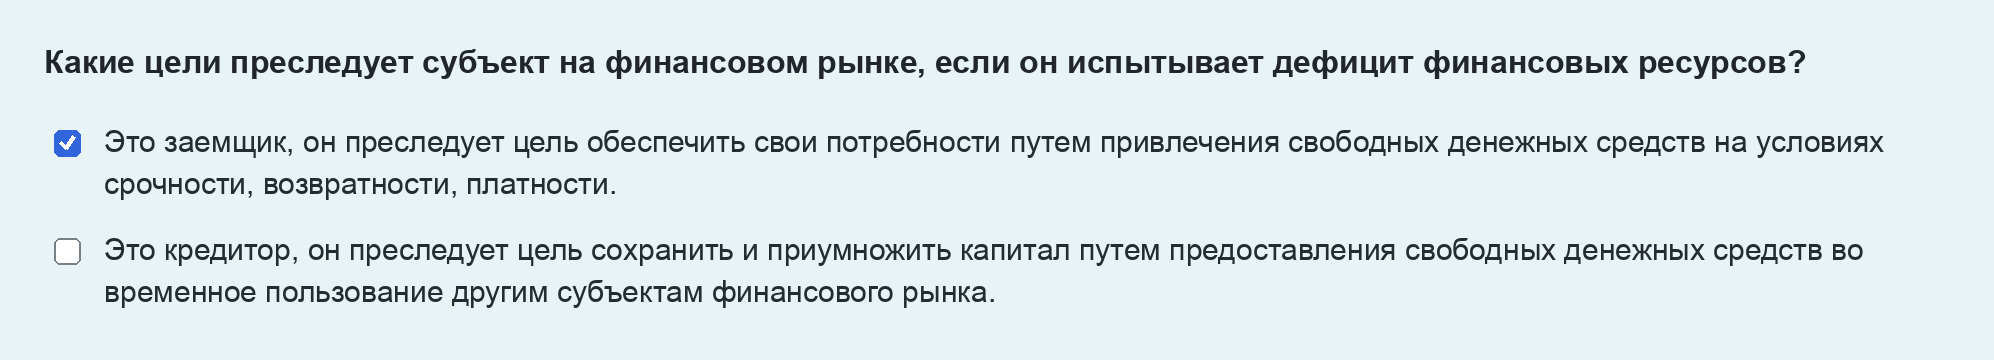 Какие цели преследует субъект на финансовом рынке, если он испытывает дефицит финансовых ресурсов?
Это заемщик, он преследует цель обеспечить свои потребности путем привлечения свободных денежных средств на условиях
срочности, возвратности, платности.
Это кредитор, он преследует цель сохранить и приумножить капитал путем предоставления свободных денежных средств во
временное пользование другим субъектам финансового рынка.